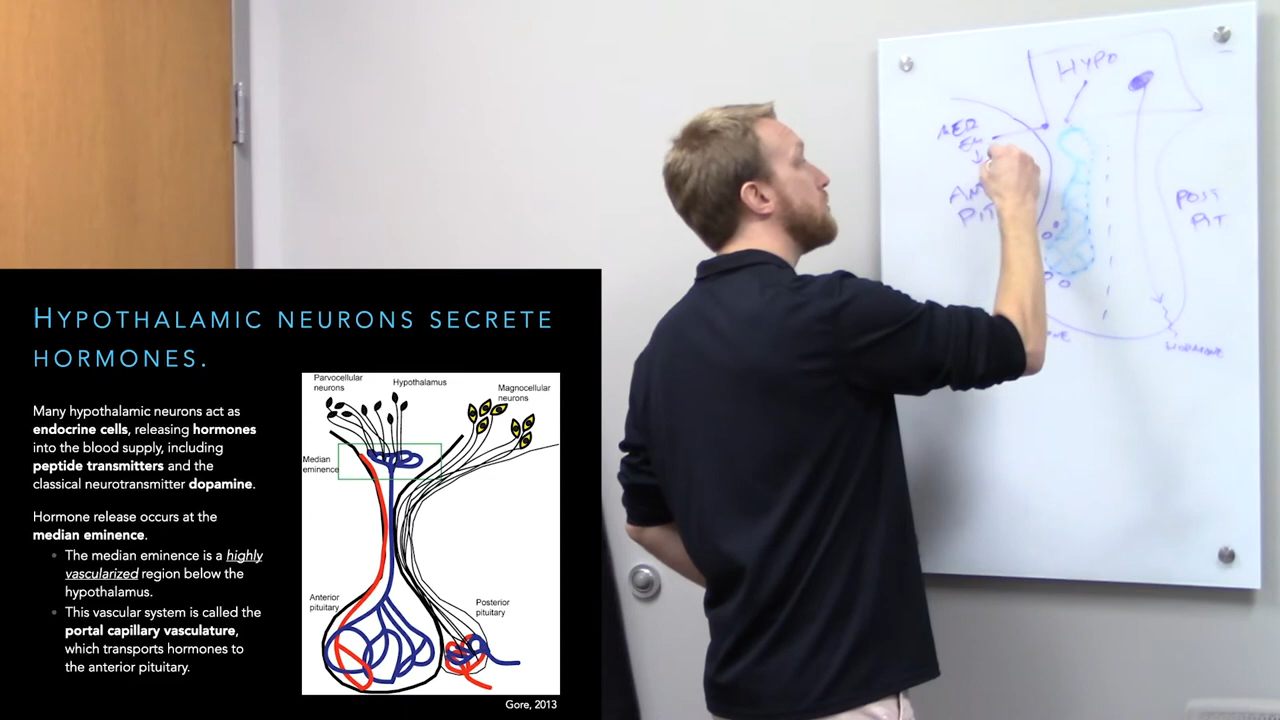 HYPOTHALAMIC NEURONS SECRETE
HORMONES.
Many hypothalamic neurons act as
endocrine cells, releasing hormones
into the blood supply, including
peptide transmitters and the
classical neurotransmitter dopamine.
Hormone release occurs at the
median eminence.
The median eminence is a highly
vascularized region below the
hypothalamus.
This vascular system is called the
portal capillary vasculature,
which transports hormones to
the anterior pituitary.
Parvocellular
neurons
Hypothalamus
Magnocellular
neurons
Median
eminence
Anterior
pituitary
Posterior
pituitary
Gore, 2013
HYPO
MED
EM
ANT
PIT
POST
PIT
HORMONE